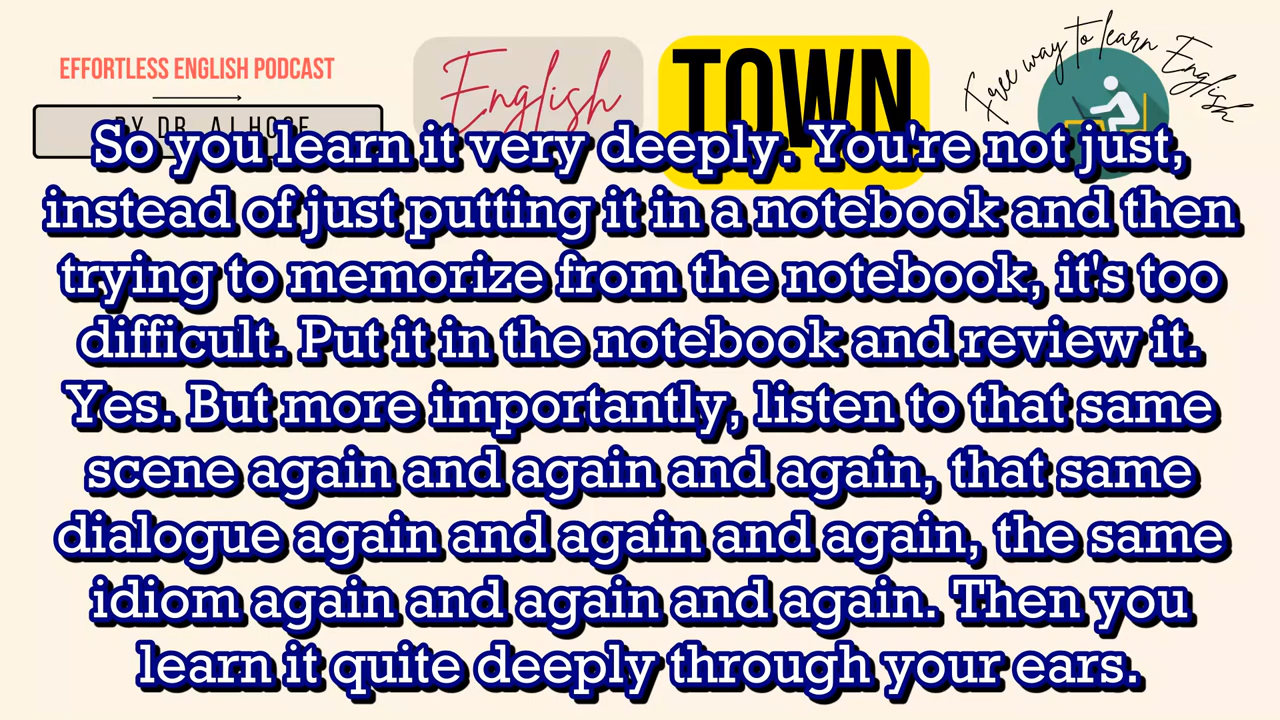 EFFORTLESS ENGLISH PODCAST
BY DR. AJ HOGE
English
TOWN
Free way to learn English
So you learn it very deeply. You're not just,
instead of just putting it in a notebook and then
trying to memorize from the notebook, it's too
difficult. Put it in the notebook and review it.
Yes. But more importantly, listen to that same
scene again and again and again, that same
dialogue again and again and again, the same
idiom again and again and again. Then you
learn it quite deeply through your ears.